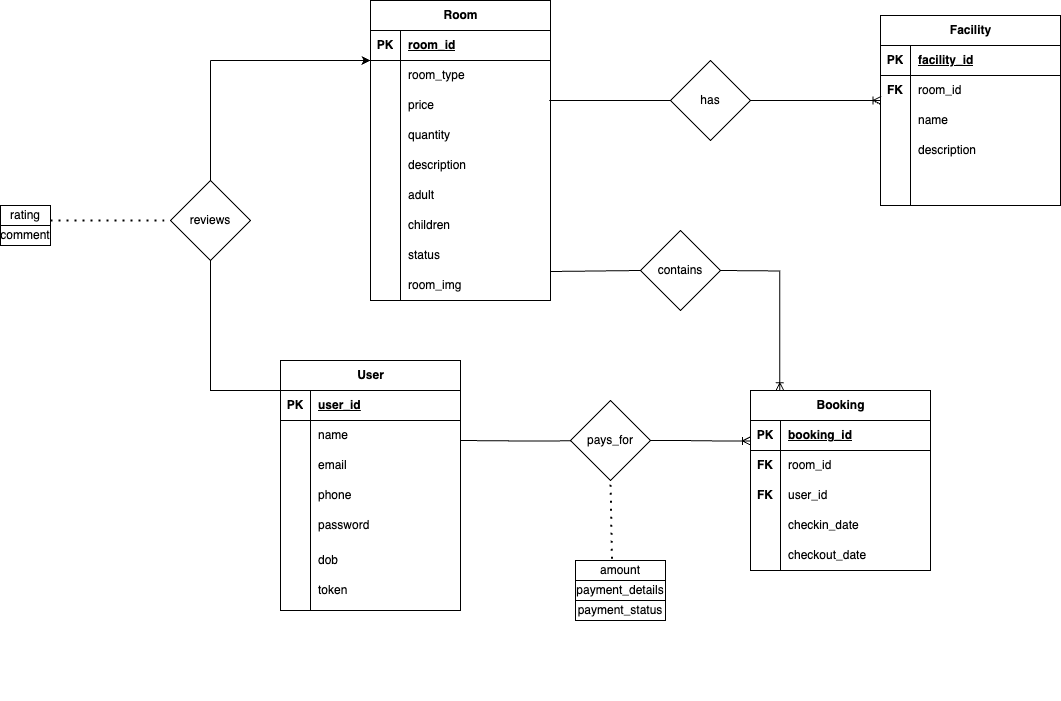 Room
PK room_id
room_type
price
quantity
description
adult
children
status
room_img
Facility
PK facility_id
FK room_id
name
description
has
reviews
rating
comment
contains
User
PK user_id
name
email
phone
password
dob
token
pays_for
amount
payment_details
payment_status
Booking
PK booking_id
FK room_id
FK user_id
checkin_date
checkout_date